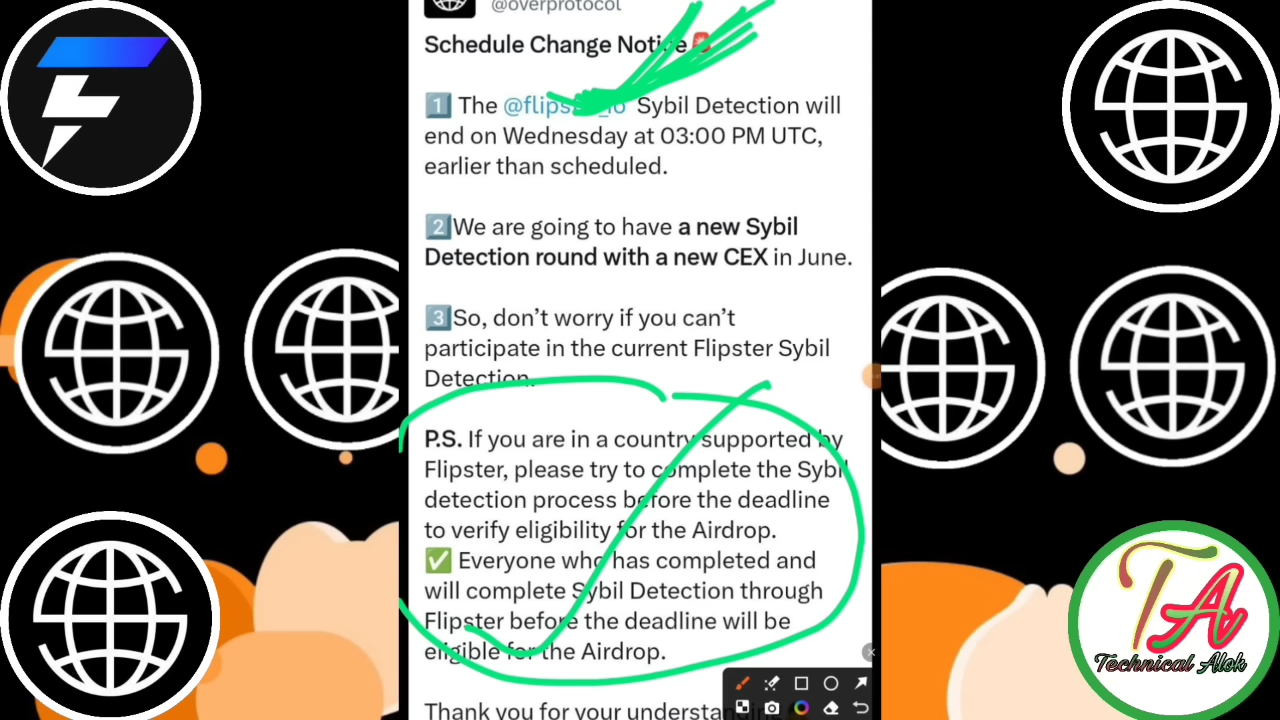 @overprotocol
Schedule Change Notice🚨
1️⃣ The @flipster_io Sybil Detection will
end on Wednesday at 03:00 PM UTC,
earlier than scheduled.
2️⃣We are going to have a new Sybil
Detection round with a new CEX in June.
3️⃣So, don’t worry if you can’t
participate in the current Flipster Sybil
Detection.
P.S. If you are in a country supported by
Flipster, please try to complete the Sybil
detection process before the deadline
to verify eligibility for the Airdrop.
✅ Everyone who has completed and
will complete Sybil Detection through
Flipster before the deadline will be
eligible for the Airdrop.
Thank you for your understanding
TA
Technical Alok